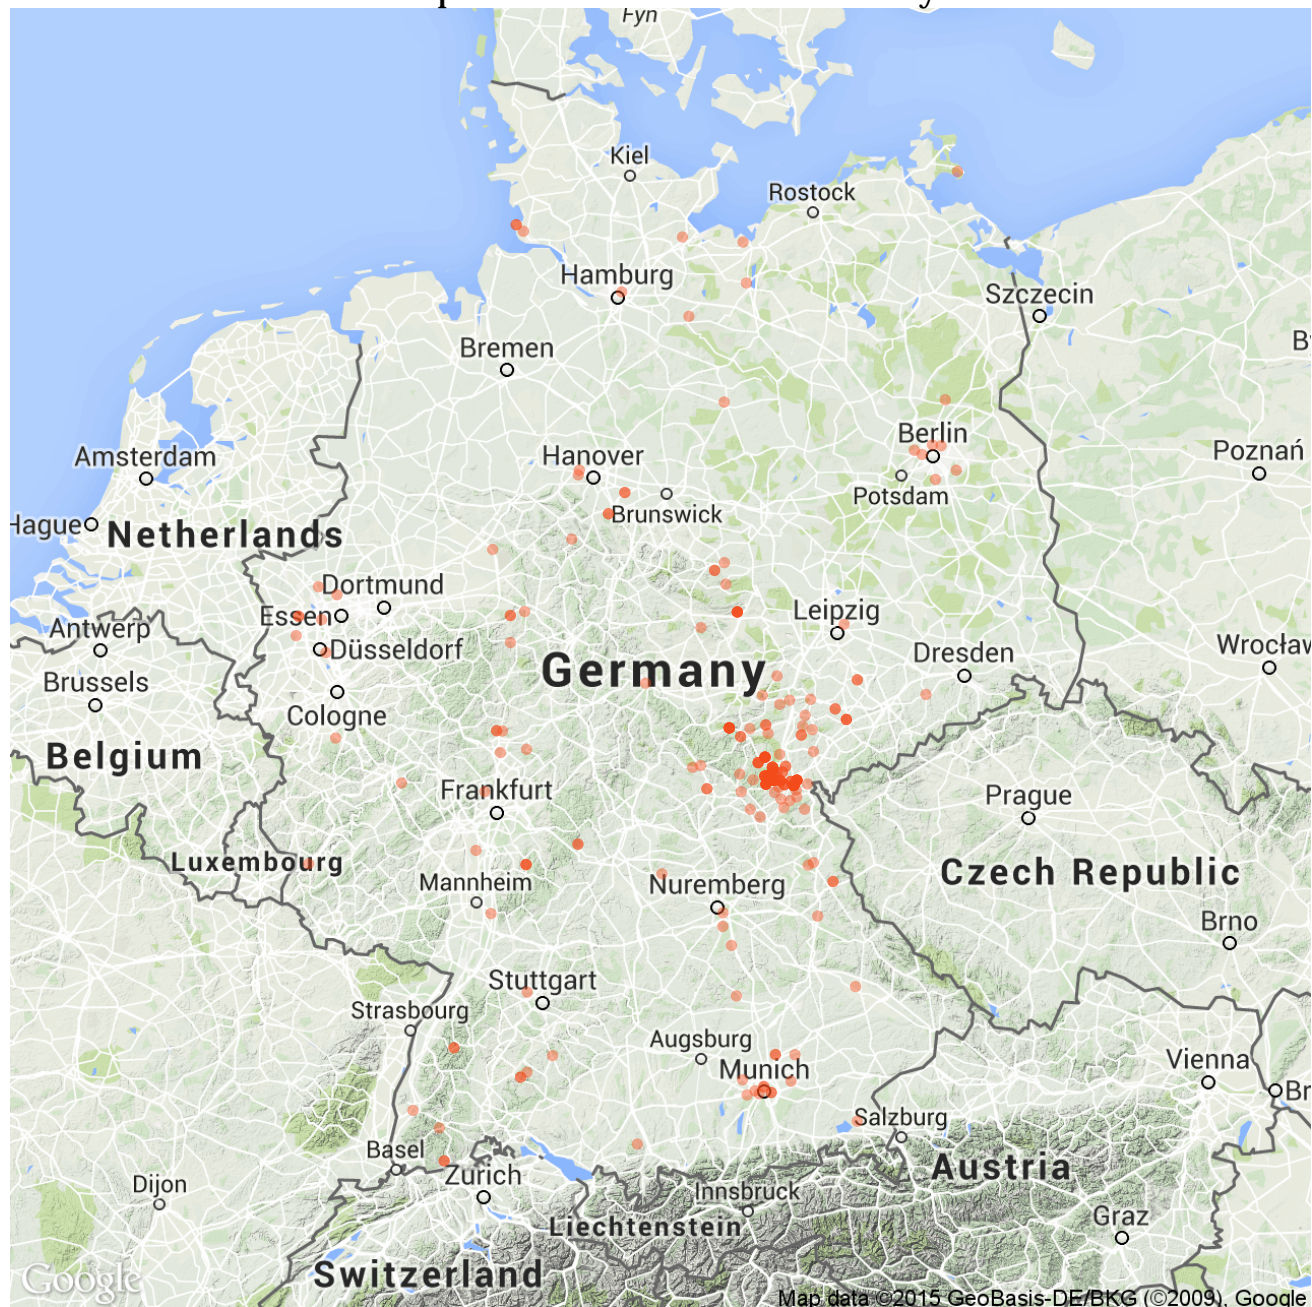 Fyn
Kiel
Rostock
Hamburg
Szczecin
Bremen
Berlin
Hanover
Amsterdam
Poznań
Potsdam
Brunswick
Hague
Netherlands
Dortmund
Essen
Leipzig
Antwerp
Düsseldorf
Germany
Dresden
Wrocław
Brussels
Cologne
Belgium
Frankfurt
Prague
Luxembourg
Czech Republic
Mannheim
Nuremberg
Brno
Stuttgart
Strasbourg
Augsburg
Munich
Vienna
Br
Salzburg
Basel
Zurich
Austria
Dijon
Innsbruck
Liechtenstein
Graz
Switzerland
Google
Map data ©2015 GeoBasis-DE/BKG (©2009), Google